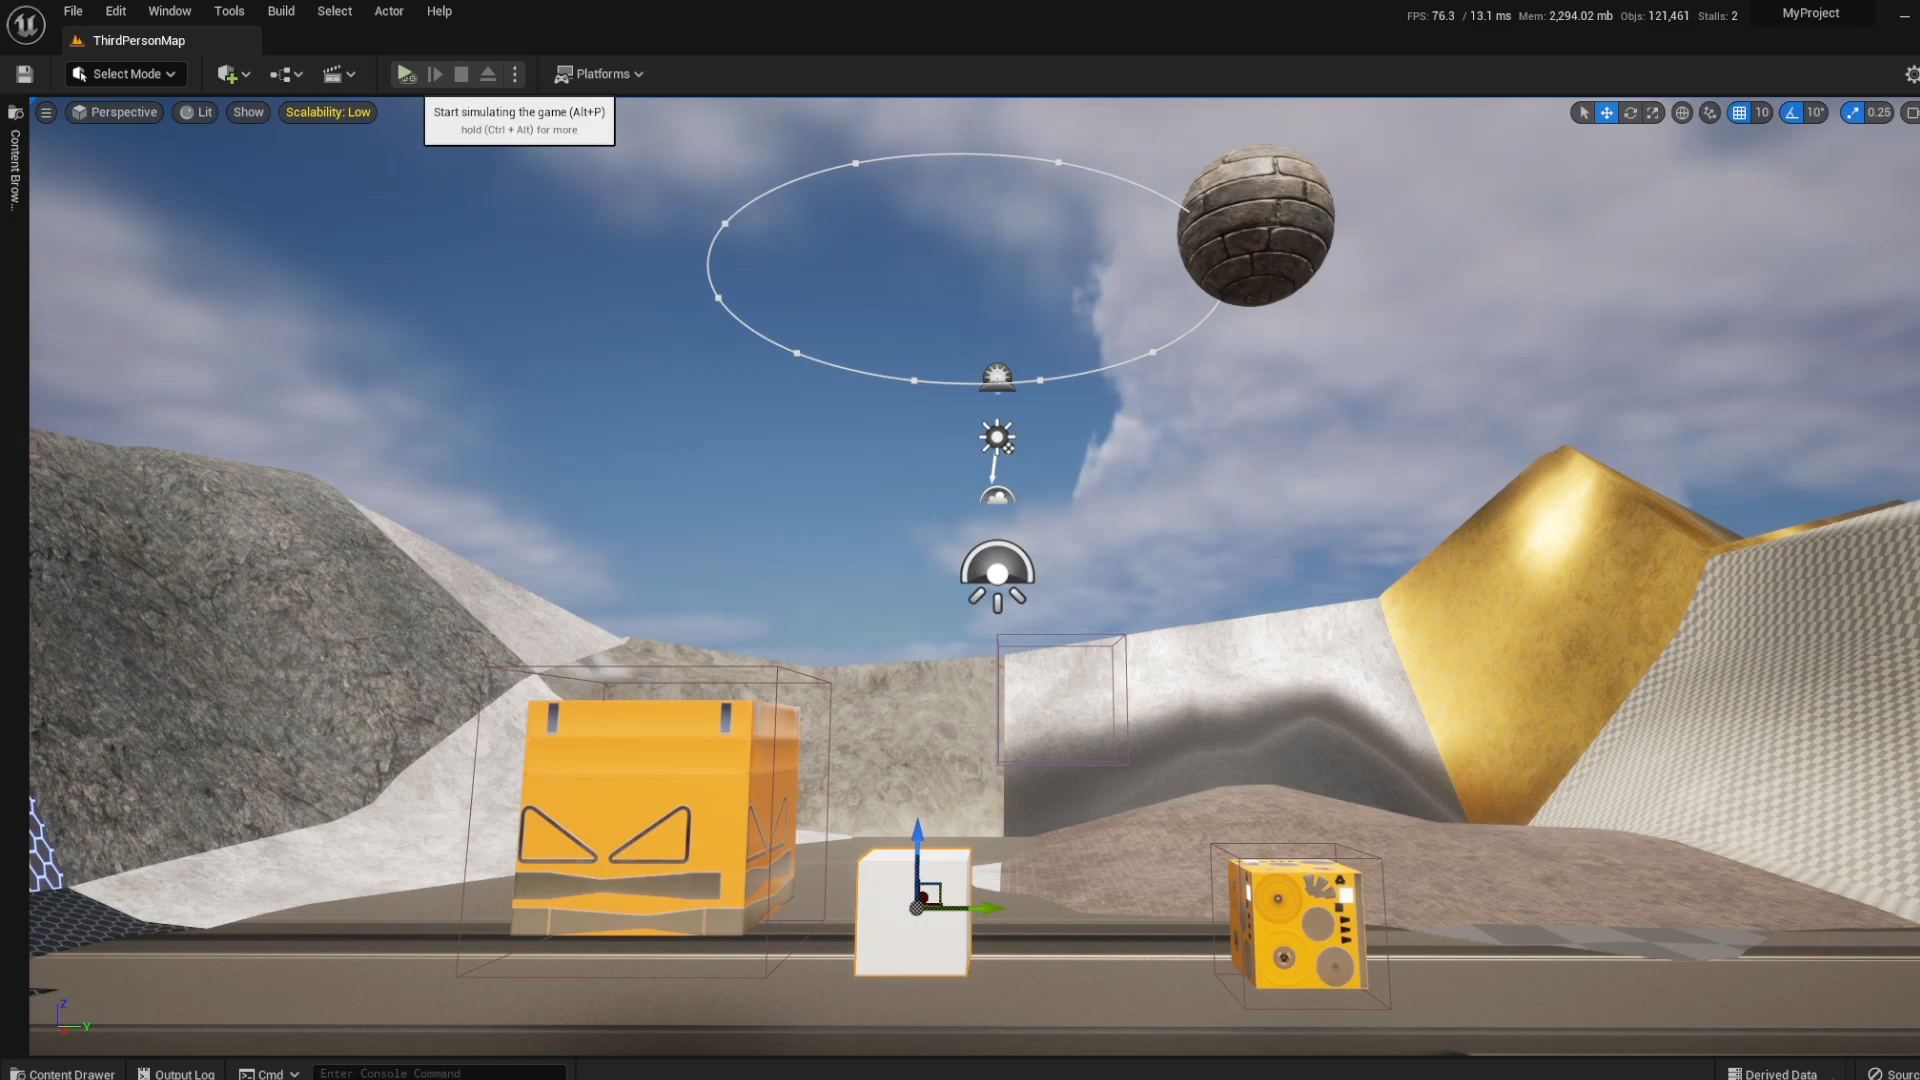 File Edit Window Tools Build Select Actor Help
FPS: 76.3 / 13.1 ms Mem: 2,294.02 mb Objs: 121,461 Stalls: 2
MyProject
ThirdPersonMap
Select Mode
Platforms
Perspective
Lit
Show
Scalability: Low
Start simulating the game (Alt+P)
hold (Ctrl + Alt) for more
10
10°
0.25
Content Brow...
Z
Y
Content Drawer
Output Log
Cmd
Enter Console Command
Derived Data
Sourc